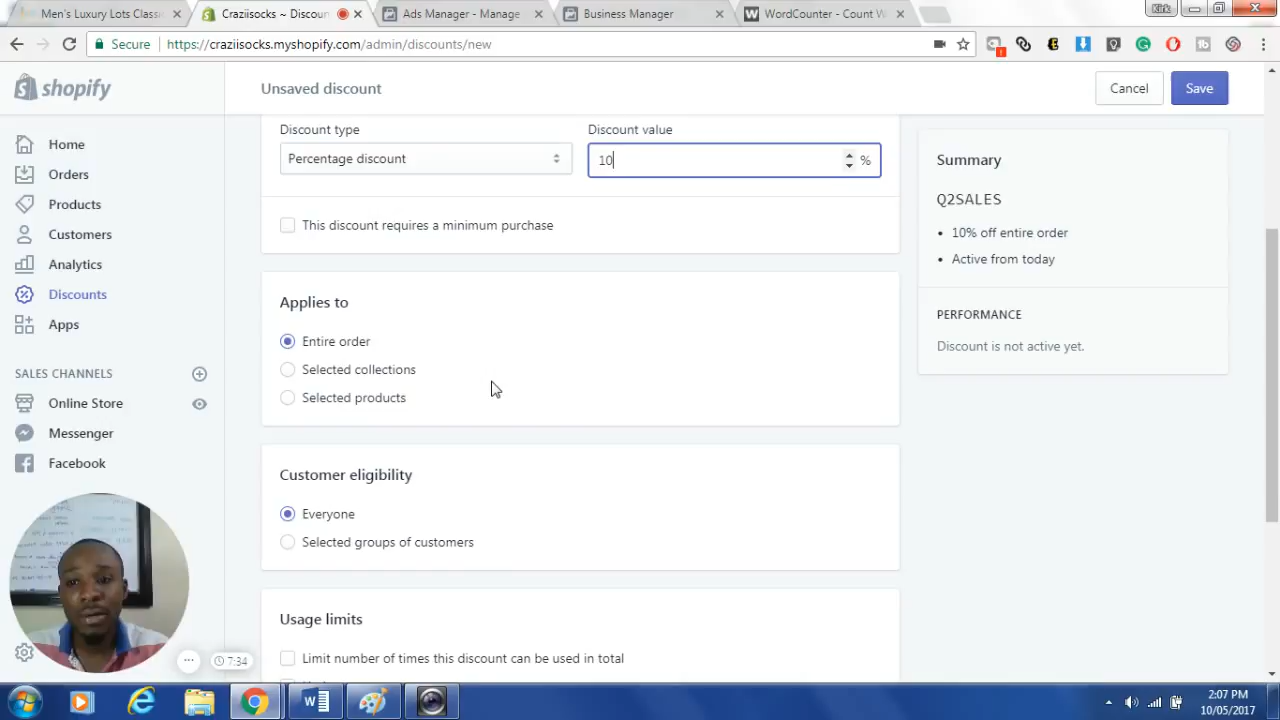 Men's Luxury Lots Classi
Craziisocks ~ Discoun
Ads Manager - Manage
Business Manager
WordCounter - Count W
Secure
https://craziisocks.myshopify.com/admin/discounts/new
shopify
Unsaved discount
Cancel
Save
Home
Orders
Products
Customers
Analytics
Discounts
Apps
SALES CHANNELS
Online Store
Messenger
Facebook
7:34
Discount type
Discount value
Percentage discount
10
%
This discount requires a minimum purchase
Applies to
Entire order
Selected collections
Selected products
Customer eligibility
Everyone
Selected groups of customers
Usage limits
Limit number of times this discount can be used in total
Summary
Q2SALES
• 10% off entire order
• Active from today
PERFORMANCE
Discount is not active yet.
2:07 PM
10/05/2017